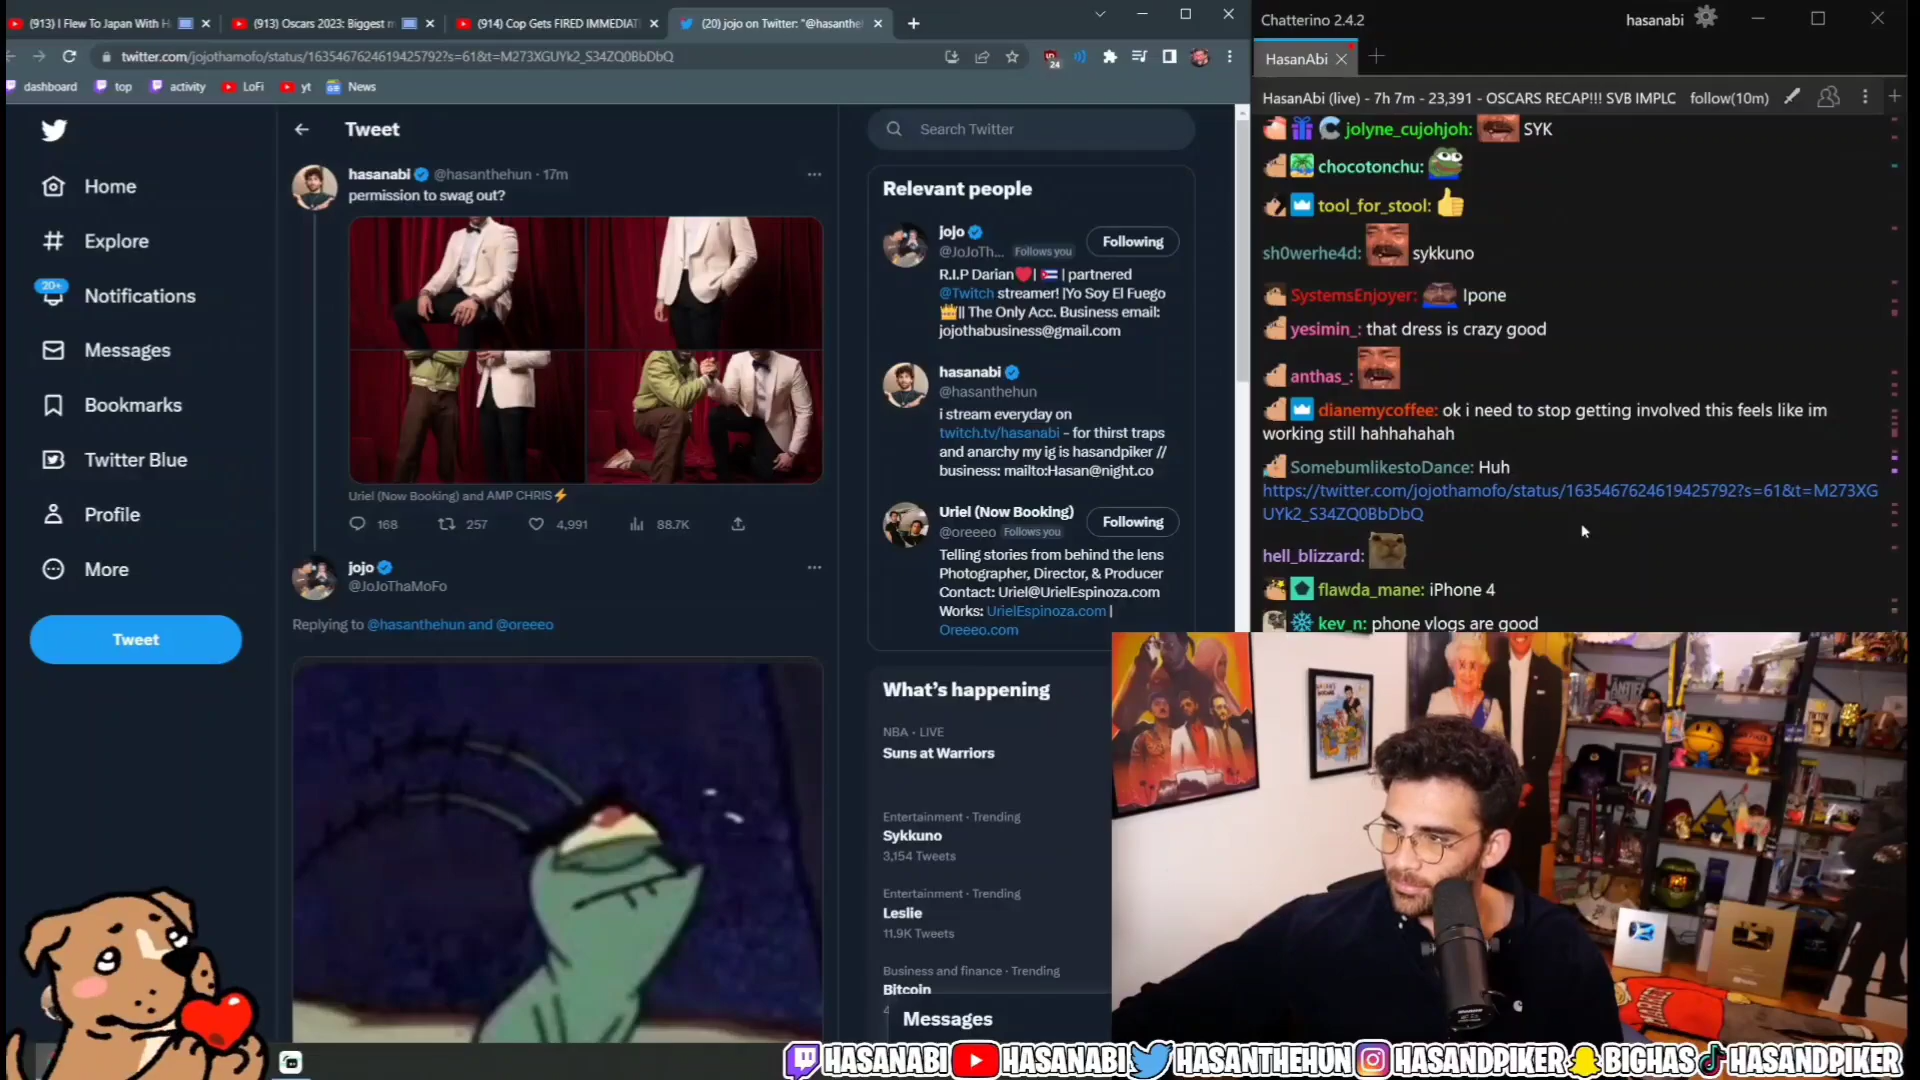 (913) I Flew To Japan With H
(913) Oscars 2023: Biggest m
(914) Cop Gets FIRED IMMEDIAT
(20) jojo on Twitter: "@hasanthe
twitter.com/jojothamofo/status/1635467624619425792?s=61&t=M273XGUYk2_S34ZQ0BbDbQ
24
dashboard
top
activity
LoFi
yt
News
Home
Explore
20+
Notifications
Messages
Bookmarks
Twitter Blue
Profile
More
Tweet
Tweet
hasanabi @hasanthehun · 17m
permission to swag out?
Uriel (Now Booking) and AMP CHRIS⚡
168 257 4,991 88.7K
jojo
@JoJoThaMoFo
Replying to @hasanthehun and @oreeeo
Search Twitter
Relevant people
jojo
@JoJoTh... Follows you
Following
R.I.P Darian❤️| 🇨🇺 | partnered
@Twitch streamer! |Yo Soy El Fuego
👑|| The Only Acc. Business email:
jojothabusiness@gmail.com
hasanabi
@hasanthehun
i stream everyday on
twitch.tv/hasanabi - for thirst traps
and anarchy my ig is hasandpiker //
business: mailto:Hasan@night.co
Uriel (Now Booking)
@oreeeo Follows you
Following
Telling stories from behind the lens
Photographer, Director, & Producer
Contact: Uriel@UrielEspinoza.com
Works: UrielEspinoza.com |
Oreeeo.com
What's happening
NBA · LIVE
Suns at Warriors
Entertainment · Trending
Sykkuno
3,154 Tweets
Entertainment · Trending
Leslie
11.9K Tweets
Business and finance · Trending
Bitcoin
Messages
Chatterino 2.4.2
hasanabi
HasanAbi
HasanAbi (live) - 7h 7m - 23,391 - OSCARS RECAP!!! SVB IMPLC follow(10m)
jolyne_cujohjoh: SYK
chocotonchu:
tool_for_stool: 👍
sh0werhe4d: sykkuno
SystemsEnjoyer: Ipone
yesimin_: that dress is crazy good
anthas_:
dianemycoffee: ok i need to stop getting involved this feels like im
working still hahhahahah
SomebumlikestoDance: Huh
https://twitter.com/jojothamofo/status/1635467624619425792?s=61&t=M273XG
UYk2_S34ZQ0BbDbQ
hell_blizzard:
flawda_mane: iPhone 4
kev_n: phone vlogs are good
HASANABI HASANABI HASANTHEHUN HASANDPIKER BIGHAS HASANDPIKER